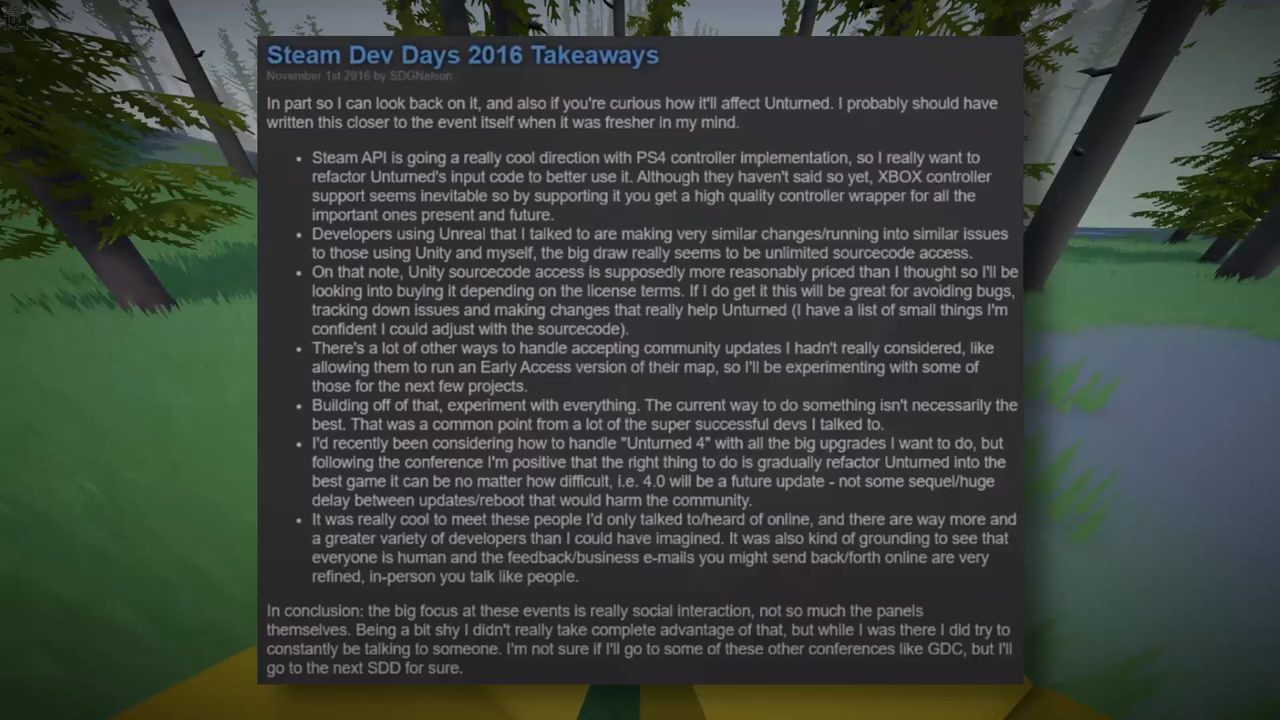 Steam Dev Days 2016 Takeaways
November 1st 2016 by SDGNelson
In part so I can look back on it, and also if you're curious how it'll affect Unturned. I probably should have
written this closer to the event itself when it was fresher in my mind.
• Steam API is going a really cool direction with PS4 controller implementation, so I really want to
refactor Unturned's input code to better use it. Although they haven't said so yet, XBOX controller
support seems inevitable so by supporting it you get a high quality controller wrapper for all the
important ones present and future.
• Developers using Unreal that I talked to are making very similar changes/running into similar issues
to those using Unity and myself, the big draw really seems to be unlimited sourcecode access.
• On that note, Unity sourcecode access is supposedly more reasonably priced than I thought so I'll be
looking into buying it depending on the license terms. If I do get it this will be great for avoiding bugs,
tracking down issues and making changes that really help Unturned (I have a list of small things I'm
confident I could adjust with the sourcecode).
• There's a lot of other ways to handle accepting community updates I hadn't really considered, like
allowing them to run an Early Access version of their map, so I'll be experimenting with some of
those for the next few projects.
• Building off of that, experiment with everything. The current way to do something isn't necessarily the
best. That was a common point from a lot of the super successful devs I talked to.
• I'd recently been considering how to handle "Unturned 4" with all the big upgrades I want to do, but
following the conference I'm positive that the right thing to do is gradually refactor Unturned into the
best game it can be no matter how difficult, i.e. 4.0 will be a future update - not some sequel/huge
delay between updates/reboot that would harm the community.
• It was really cool to meet these people I'd only talked to/heard of online, and there are way more and
a greater variety of developers than I could have imagined. It was also kind of grounding to see that
everyone is human and the feedback/business e-mails you might send back/forth online are very
refined, in-person you talk like people.
In conclusion: the big focus at these events is really social interaction, not so much the panels
themselves. Being a bit shy I didn't really take complete advantage of that, but while I was there I did try to
constantly be talking to someone. I'm not sure if I'll go to some of these other conferences like GDC, but I'll
go to the next SDD for sure.